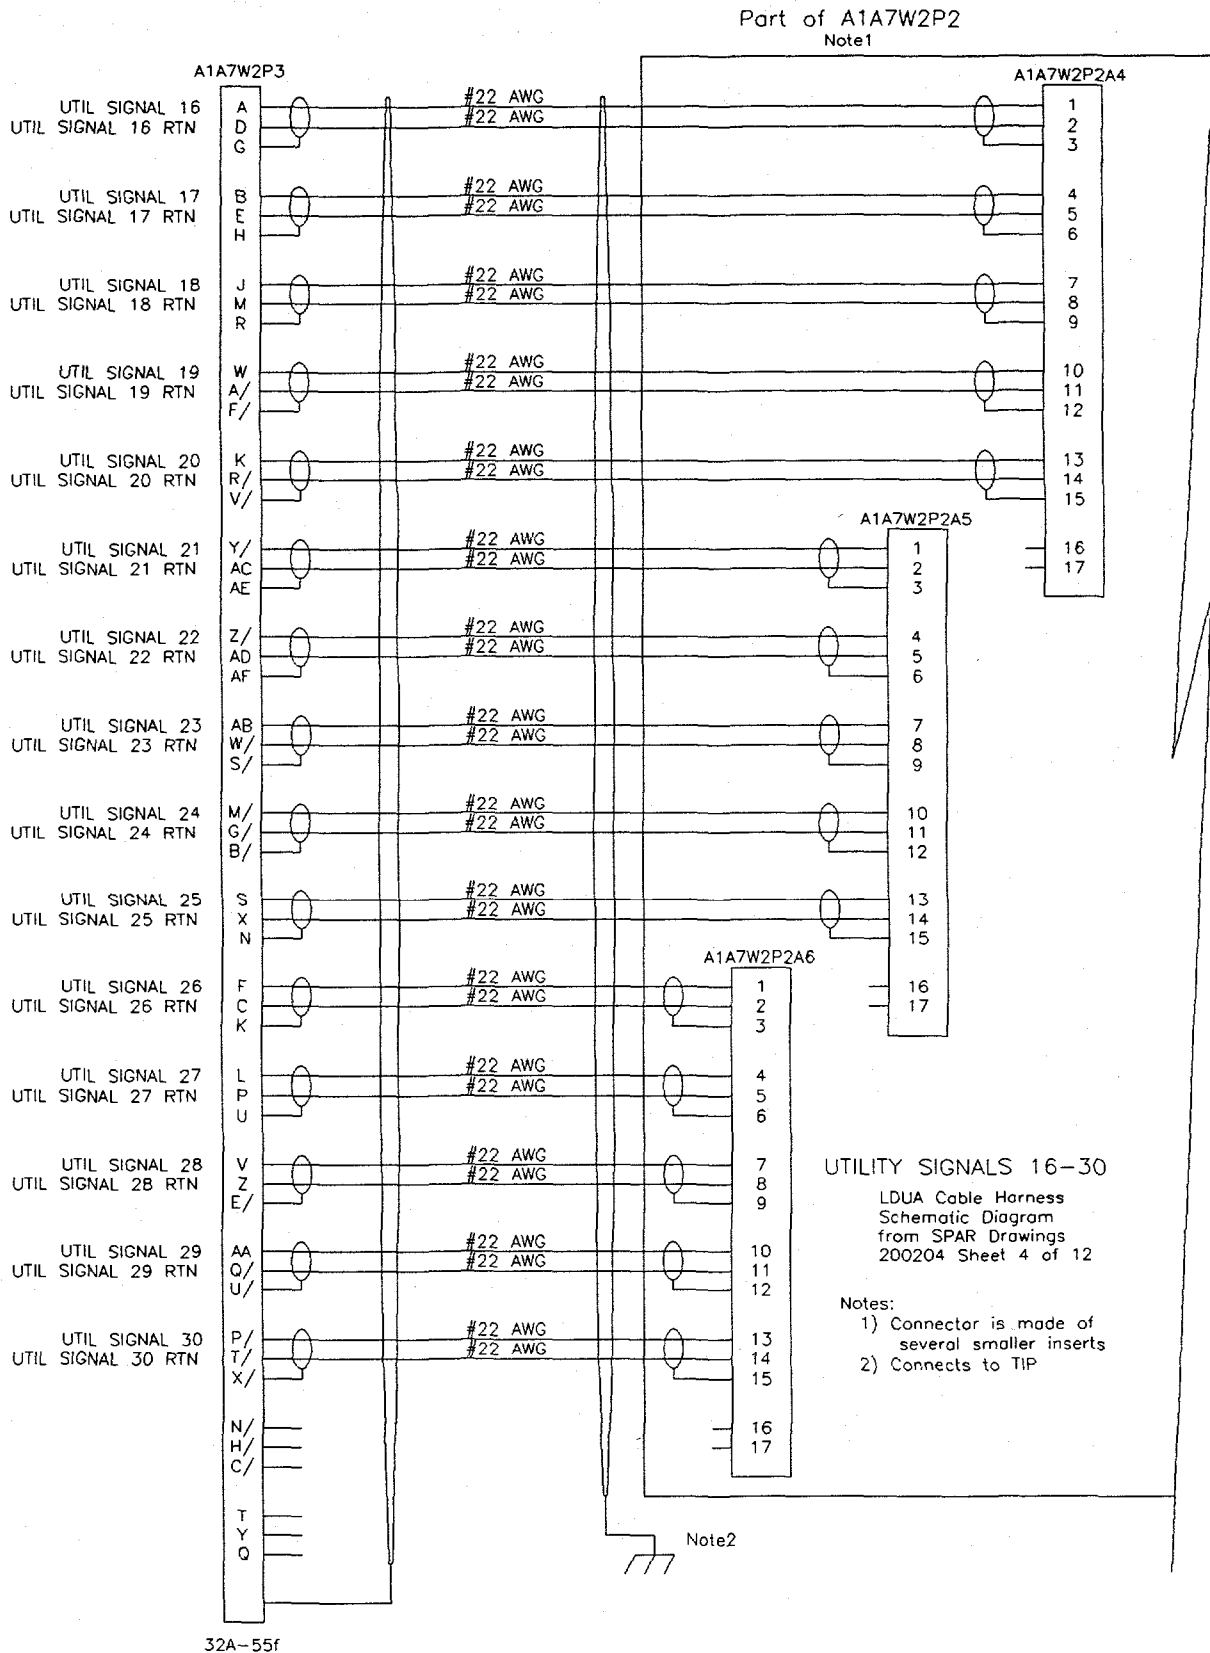 Part of A1A7W2P2
Note1
A1A7W2P3
A1A7W2P2A4
UTIL SIGNAL 16 A #22 AWG 1
UTIL SIGNAL 16 RTN D #22 AWG 2
G 3
UTIL SIGNAL 17 B #22 AWG 4
UTIL SIGNAL 17 RTN E #22 AWG 5
H 6
UTIL SIGNAL 18 J #22 AWG 7
UTIL SIGNAL 18 RTN M #22 AWG 8
R 9
UTIL SIGNAL 19 W #22 AWG 10
UTIL SIGNAL 19 RTN A/ #22 AWG 11
F/ 12
UTIL SIGNAL 20 K #22 AWG 13
UTIL SIGNAL 20 RTN R/ #22 AWG 14
V/ 15
A1A7W2P2A5
UTIL SIGNAL 21 Y/ #22 AWG 1 16
UTIL SIGNAL 21 RTN AC #22 AWG 2 17
AE 3
UTIL SIGNAL 22 Z/ #22 AWG 4
UTIL SIGNAL 22 RTN AD #22 AWG 5
AF 6
UTIL SIGNAL 23 AB #22 AWG 7
UTIL SIGNAL 23 RTN W/ #22 AWG 8
S/ 9
UTIL SIGNAL 24 M/ #22 AWG 10
UTIL SIGNAL 24 RTN G/ #22 AWG 11
B/ 12
UTIL SIGNAL 25 S #22 AWG 13
UTIL SIGNAL 25 RTN X #22 AWG 14
N 15
A1A7W2P2A6
UTIL SIGNAL 26 F #22 AWG 1 16
UTIL SIGNAL 26 RTN C #22 AWG 2 17
K 3
UTIL SIGNAL 27 L #22 AWG 4
UTIL SIGNAL 27 RTN P #22 AWG 5
U 6
UTIL SIGNAL 28 V #22 AWG 7
UTIL SIGNAL 28 RTN Z #22 AWG 8
E/ 9
UTIL SIGNAL 29 AA #22 AWG 10
UTIL SIGNAL 29 RTN Q/ #22 AWG 11
U/ 12
UTIL SIGNAL 30 P/ #22 AWG 13
UTIL SIGNAL 30 RTN T/ #22 AWG 14
X/ 15
N/ 16
H/ 17
C/
T
Y
Q
Note2
32A-55f
UTILITY SIGNALS 16-30
LDUA Cable Harness
Schematic Diagram
from SPAR Drawings
200204 Sheet 4 of 12
Notes:
1) Connector is made of
several smaller inserts
2) Connects to TIP